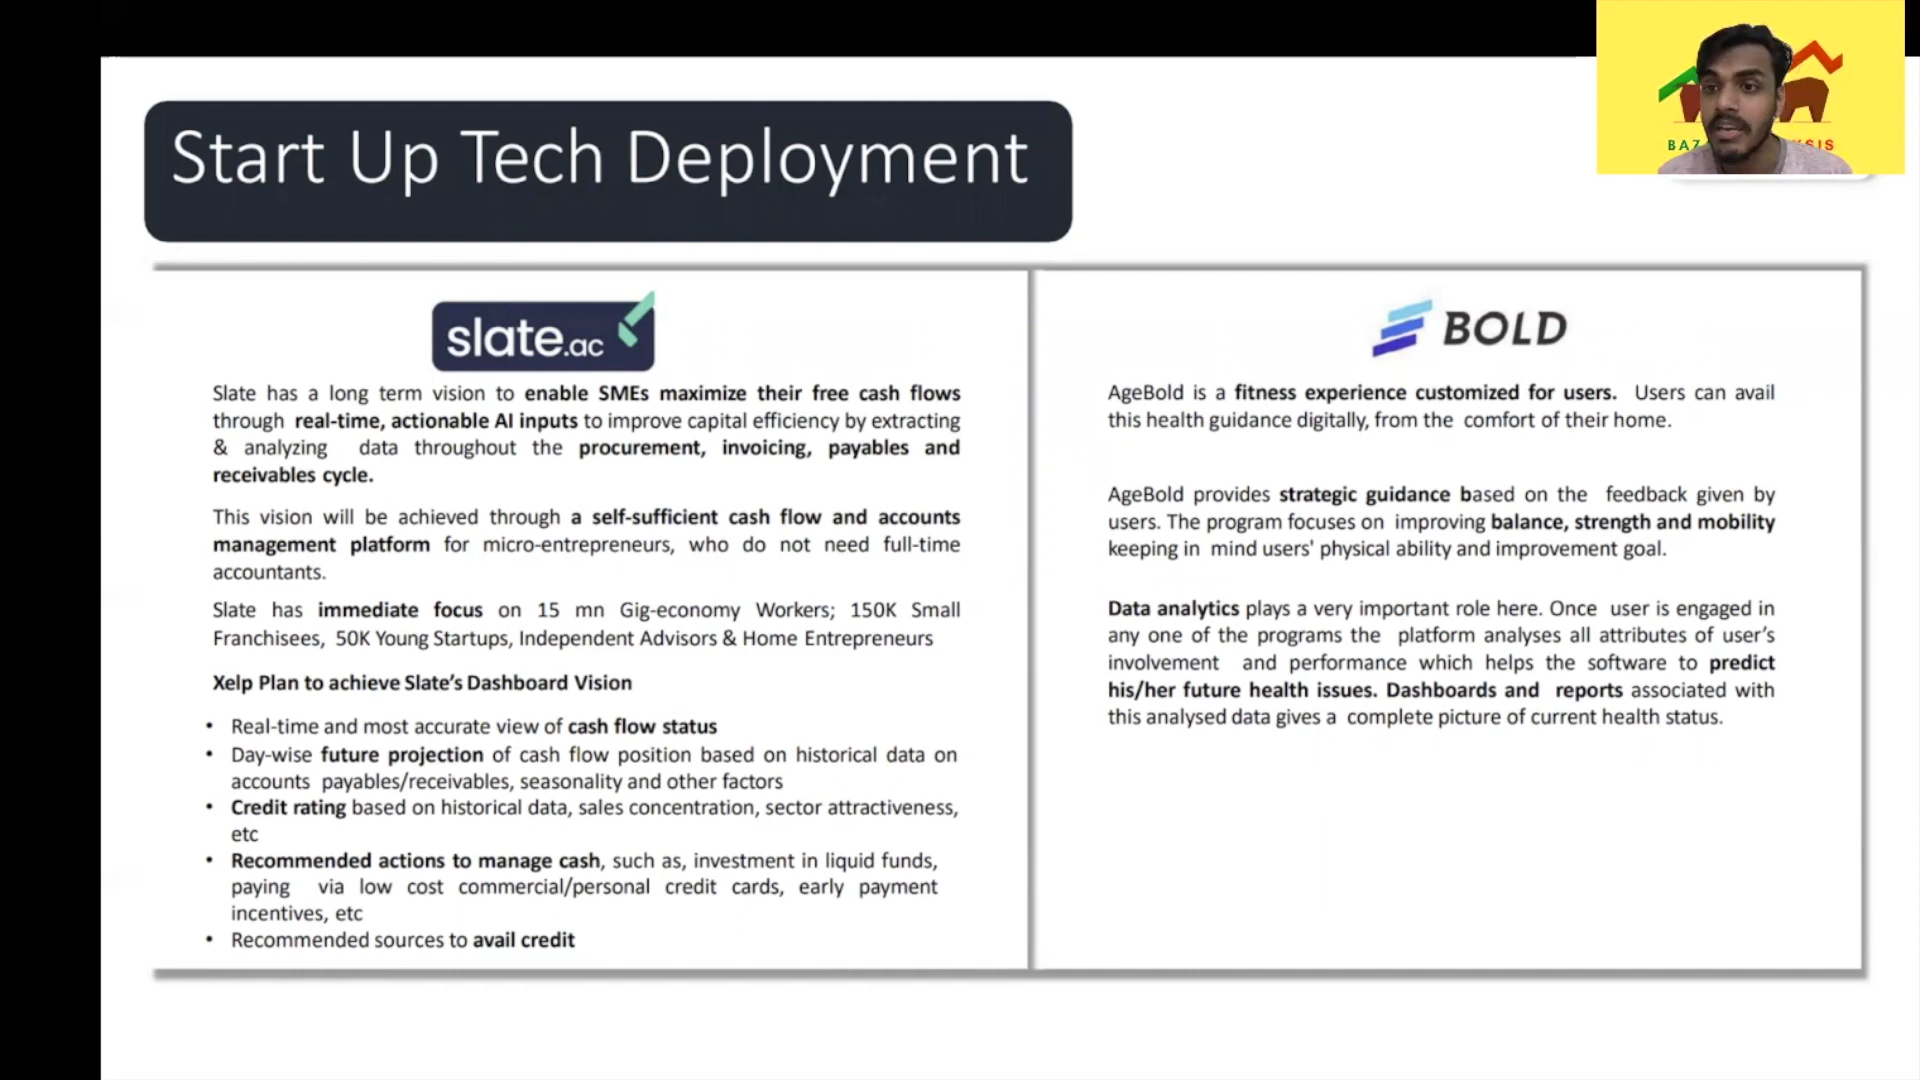 Start Up Tech Deployment
BAZ
YSIS
slate.ac
Slate has a long term vision to enable SMEs maximize their free cash flows
through real-time, actionable AI inputs to improve capital efficiency by extracting
& analyzing data throughout the procurement, invoicing, payables and
receivables cycle.
This vision will be achieved through a self-sufficient cash flow and accounts
management platform for micro-entrepreneurs, who do not need full-time
accountants.
Slate has immediate focus on 15 mn Gig-economy Workers; 150K Small
Franchisees, 50K Young Startups, Independent Advisors & Home Entrepreneurs
Xelp Plan to achieve Slate's Dashboard Vision
• Real-time and most accurate view of cash flow status
• Day-wise future projection of cash flow position based on historical data on
accounts payables/receivables, seasonality and other factors
• Credit rating based on historical data, sales concentration, sector attractiveness,
etc
• Recommended actions to manage cash, such as, investment in liquid funds,
paying via low cost commercial/personal credit cards, early payment
incentives, etc
• Recommended sources to avail credit
BOLD
AgeBold is a fitness experience customized for users. Users can avail
this health guidance digitally, from the comfort of their home.
AgeBold provides strategic guidance based on the feedback given by
users. The program focuses on improving balance, strength and mobility
keeping in mind users' physical ability and improvement goal.
Data analytics plays a very important role here. Once user is engaged in
any one of the programs the platform analyses all attributes of user's
involvement and performance which helps the software to predict
his/her future health issues. Dashboards and reports associated with
this analysed data gives a complete picture of current health status.